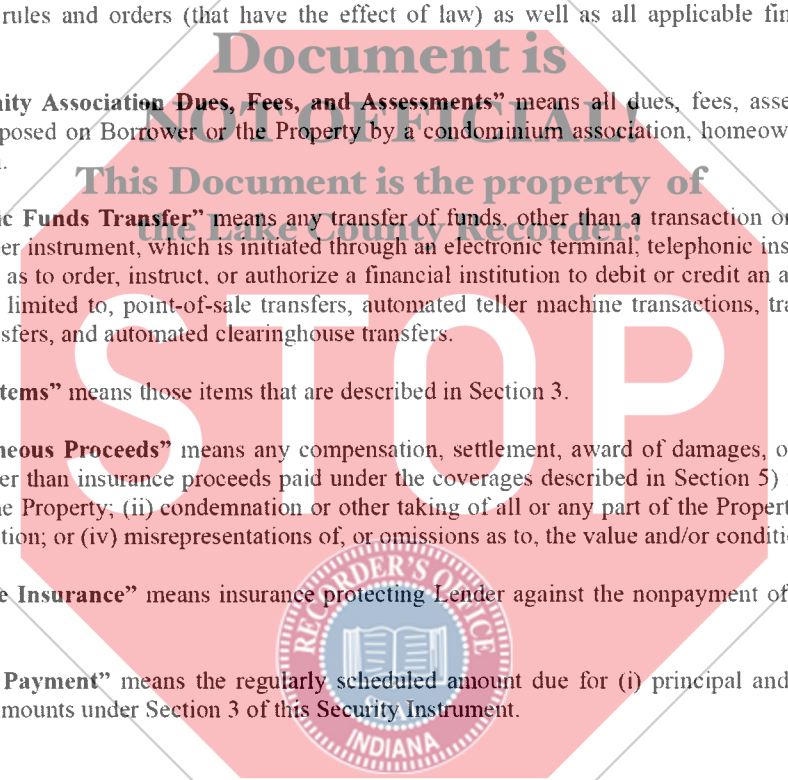 rules and orders (that have the effect of law) as well as all applicable fin
Document is
ity Association Dues, Fees, and Assessments” means all dues, fees, asse
posed on Borrower or the Property by a condominium association, homeow
NOT OFFICIAL!
.
This Document is the property of
c Funds Transfer” means any transfer of funds, other than a transaction or
er instrument, which is initiated through an electronic terminal, telephonic ins
the Lake County Recorder!
as to order, instruct, or authorize a financial institution to debit or credit an a
limited to, point-of-sale transfers, automated teller machine transactions, tra
sfers, and automated clearinghouse transfers.
STOP
tems” means those items that are described in Section 3.
neous Proceeds” means any compensation, settlement, award of damages, o
er than insurance proceeds paid under the coverages described in Section 5)
e Property; (ii) condemnation or other taking of all or any part of the Propert
tion; or (iv) misrepresentations of, or omissions as to, the value and/or conditi
e Insurance” means insurance protecting Lender against the nonpayment of
RECORDER'S OFFICE
Payment” means the regularly scheduled amount due for (i) principal and
mounts under Section 3 of this Security Instrument.
INDIANA